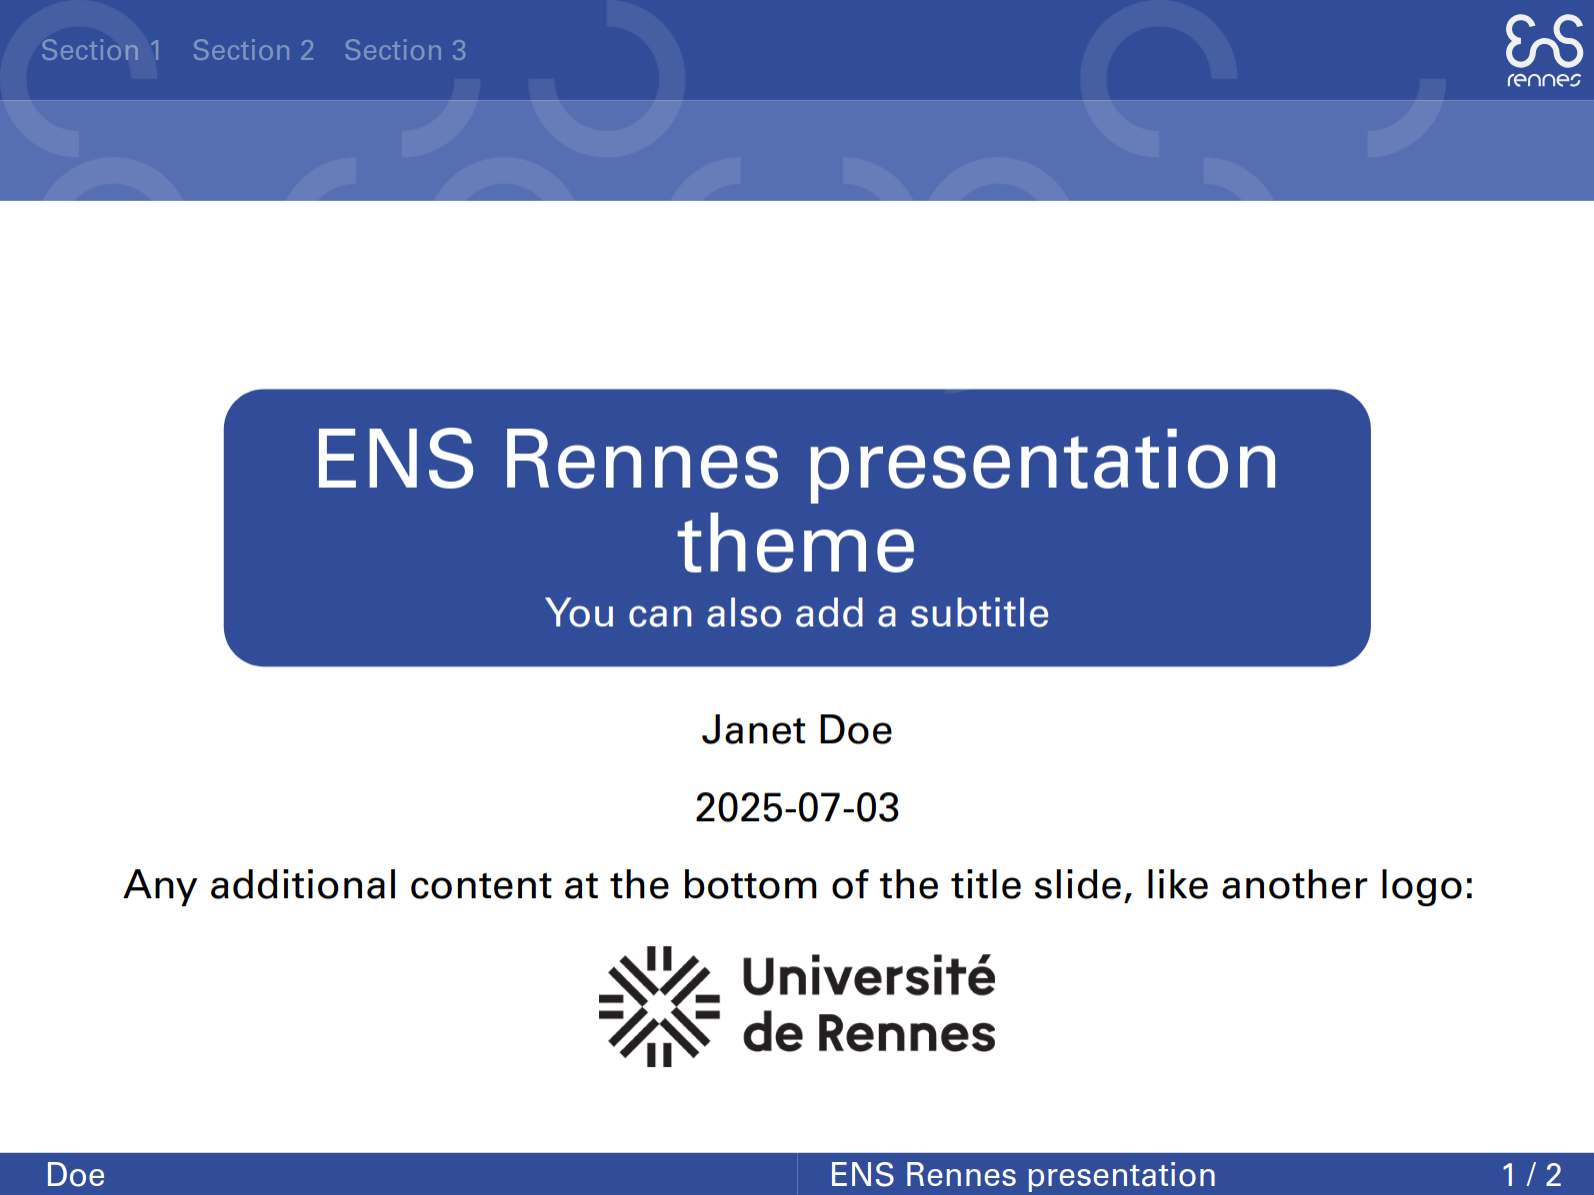 Section 1 Section 2 Section 3
ENS
rennes
ENS Rennes presentation
theme
You can also add a subtitle
Janet Doe
2025-07-03
Any additional content at the bottom of the title slide, like another logo:
Université
de Rennes
Doe ENS Rennes presentation 1 / 2